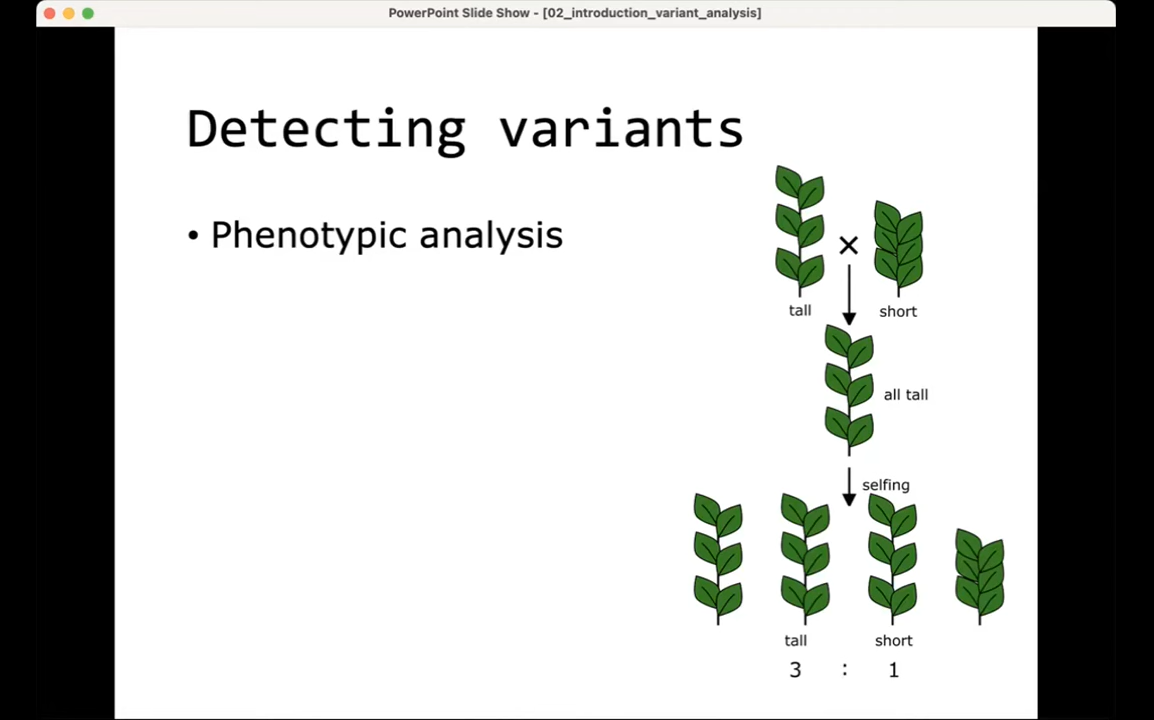 PowerPoint Slide Show - [02_introduction_variant_analysis]
Detecting variants
• Phenotypic analysis
×
tall short
all tall
selfing
tall short
3 : 1